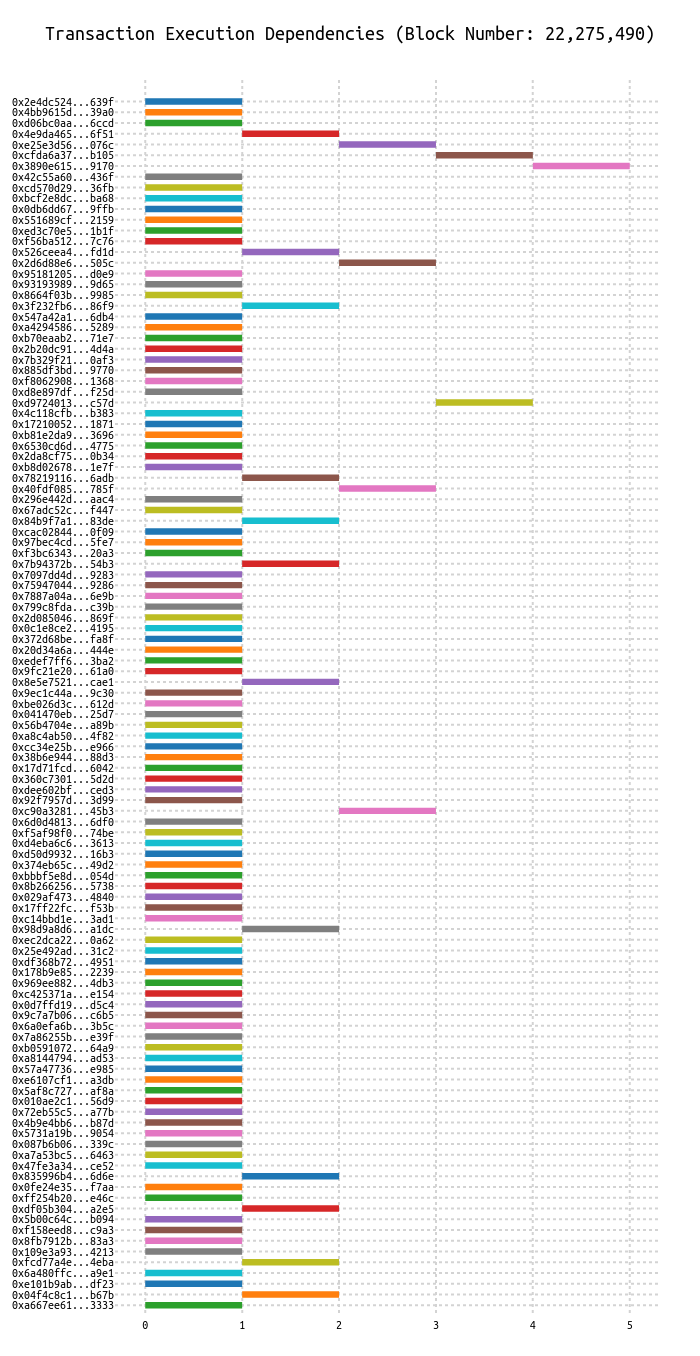 Transaction Execution Dependencies (Block Number: 22,275,490)
0x2e4dc524...639f
0x4bb9615d...39a0
0xd06bc0aa...6ccd
0x4e9da465...6f51
0xe25e3d56...076c
0xcfda6a37...b105
0x3890e615...9170
0x42c55a60...436f
0xcd570d29...36fb
0xbcf2e8dc...ba68
0x0db6dd67...9ffb
0x551689cf...2159
0xed3c70e5...1b1f
0xf56ba512...7c76
0x526ceea4...fd1d
0x2d6d88e6...505c
0x95181205...d0e9
0x93193989...9d65
0x8664f03b...9985
0x3f232fb6...86f9
0x547a42a1...6db4
0xa4294586...5289
0xb70eaab2...71e7
0x2b20dc91...4d4a
0x7b329f21...0af3
0x885df3bd...9770
0xf8062908...1368
0xd8e897df...f25d
0xd9724013...c57d
0x4c118cfb...b383
0x17210052...1871
0xb81e2da9...3696
0x6530cd6d...4775
0x2da8cf75...0b34
0xb8d02678...1e7f
0x78219116...6adb
0x40fdf085...785f
0x296e442d...aac4
0x67adc52c...f447
0x84b9f7a1...83de
0xcac02844...0f09
0x97bec4cd...5fe7
0xf3bc6343...20a3
0x7b94372b...54b3
0x7097dd4d...9283
0x75947044...9286
0x7887a04a...6e9b
0x799c8fda...c39b
0x2d085046...869f
0x0c1e8ce2...4195
0x372d68be...fa8f
0x20d34a6a...444e
0xedef7ff6...3ba2
0x9fc21e20...61a0
0x8e5e7521...cae1
0x9ec1c44a...9c30
0xbe026d3c...612d
0x041470eb...25d7
0x56b4704e...a89b
0xa8c4ab50...4f82
0xcc34e25b...e966
0x38b6e944...88d3
0x17d71fcd...6042
0x360c7301...5d2d
0xdee602bf...ced3
0x92f7957d...3d99
0xc90a3281...45b3
0x6d0d4813...6df0
0xf5af98f0...74be
0xd4eba6c6...3613
0xd50d9932...16b3
0x374eb65c...49d2
0xbbbf5e8d...054d
0x8b266256...5738
0x029af473...4840
0x17ff22fc...f53b
0xc14bbd1e...3ad1
0x98d9a8d6...a1dc
0xec2dca22...0a62
0x25e492ad...31c2
0xdf368b72...4951
0x178b9e85...2239
0x969ee882...4db3
0xc425371a...e154
0x0d7ffd19...d5c4
0x9c7a7b06...c6b5
0x6a0efa6b...3b5c
0x7a86255b...e39f
0xb0591072...64a9
0xa8144794...ad53
0x57a47736...e985
0xe6107cf1...a3db
0x5af8c727...af8a
0x010ae2c1...56d9
0x72eb55c5...a77b
0x4b9e4bb6...b87d
0x5731a19b...9054
0x087b6b06...339c
0xa7a53bc5...6463
0x47fe3a34...ce52
0x835996b4...6d6e
0x0fe24e35...f7aa
0xff254b20...e46c
0xdf05b304...a2e5
0x5b00c64c...b094
0xf158eed8...c9a3
0x8fb7912b...83a3
0x109e3a93...4213
0xfcd77a4e...4eba
0x6a480ffc...a9e1
0xe101b9ab...df23
0x04f4c8c1...b67b
0xa667ee61...3333
0 1 2 3 4 5